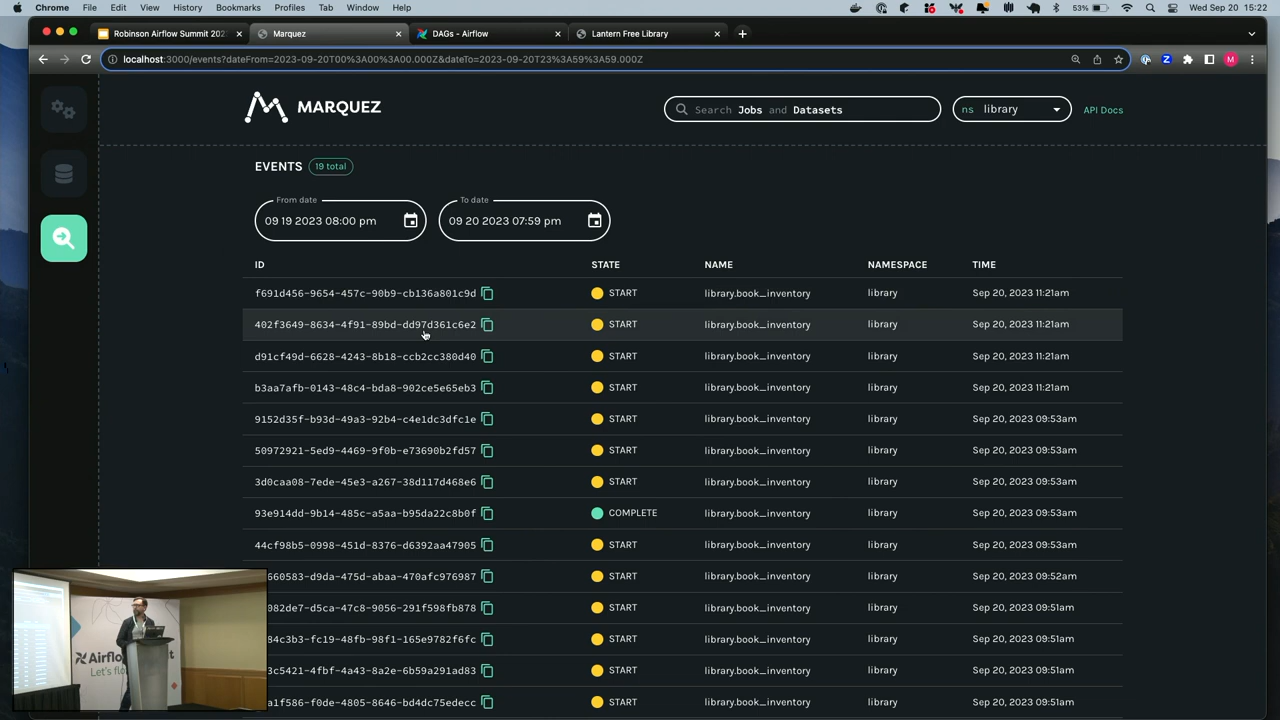 Chrome File Edit View History Bookmarks Profiles Tab Window Help 53% Wed Sep 20 15:22
Robinson Airflow Summit 202 Marquez DAGs - Airflow Lantern Free Library
localhost:3000/events?dateFrom=2023-09-20T00%3A00%3A00.000Z&dateTo=2023-09-20T23%3A59%3A59.000Z
MARQUEZ Search Jobs and Datasets ns library API Docs
EVENTS 19 total
From date To date
09 19 2023 08:00 pm 09 20 2023 07:59 pm
ID STATE NAME NAMESPACE TIME
f691d456-9654-457c-90b9-cb136a801c9d START library.book_inventory library Sep 20, 2023 11:21am
402f3649-8634-4f91-89bd-dd97d361c6e2 START library.book_inventory library Sep 20, 2023 11:21am
d91cf49d-6628-4243-8b18-ccb2cc380d40 START library.book_inventory library Sep 20, 2023 11:21am
b3aa7afb-0143-48c4-bda8-902ce5e65eb3 START library.book_inventory library Sep 20, 2023 11:21am
9152d35f-b93d-49a3-92b4-c4e1dc3dfc1e START library.book_inventory library Sep 20, 2023 09:53am
50972921-5ed9-4469-9f0b-e73690b2fd57 START library.book_inventory library Sep 20, 2023 09:53am
3d0caa08-7ede-45e3-a267-38d117d468e6 START library.book_inventory library Sep 20, 2023 09:53am
93e914dd-9b14-485c-a5aa-b95da22c8b0f COMPLETE library.book_inventory library Sep 20, 2023 09:53am
44cf98b5-0998-451d-8376-d6392aa47905 START library.book_inventory library Sep 20, 2023 09:53am
660583-d9da-475d-abaa-470afc976987 START library.book_inventory library Sep 20, 2023 09:52am
082de7-d5ca-47c8-9056-291f598fb878 START library.book_inventory library Sep 20, 2023 09:51am
84c3b3-fc19-48fb-98f1-165e9782f6fc START library.book_inventory library Sep 20, 2023 09:51am
3c5421-4fbf-4a43-8a2e-6b59a291ad83 START library.book_inventory library Sep 20, 2023 09:51am
a1f586-f0de-4805-8646-bd4dc75edecc START library.book_inventory library Sep 20, 2023 09:51am
Airflo
Let's flo